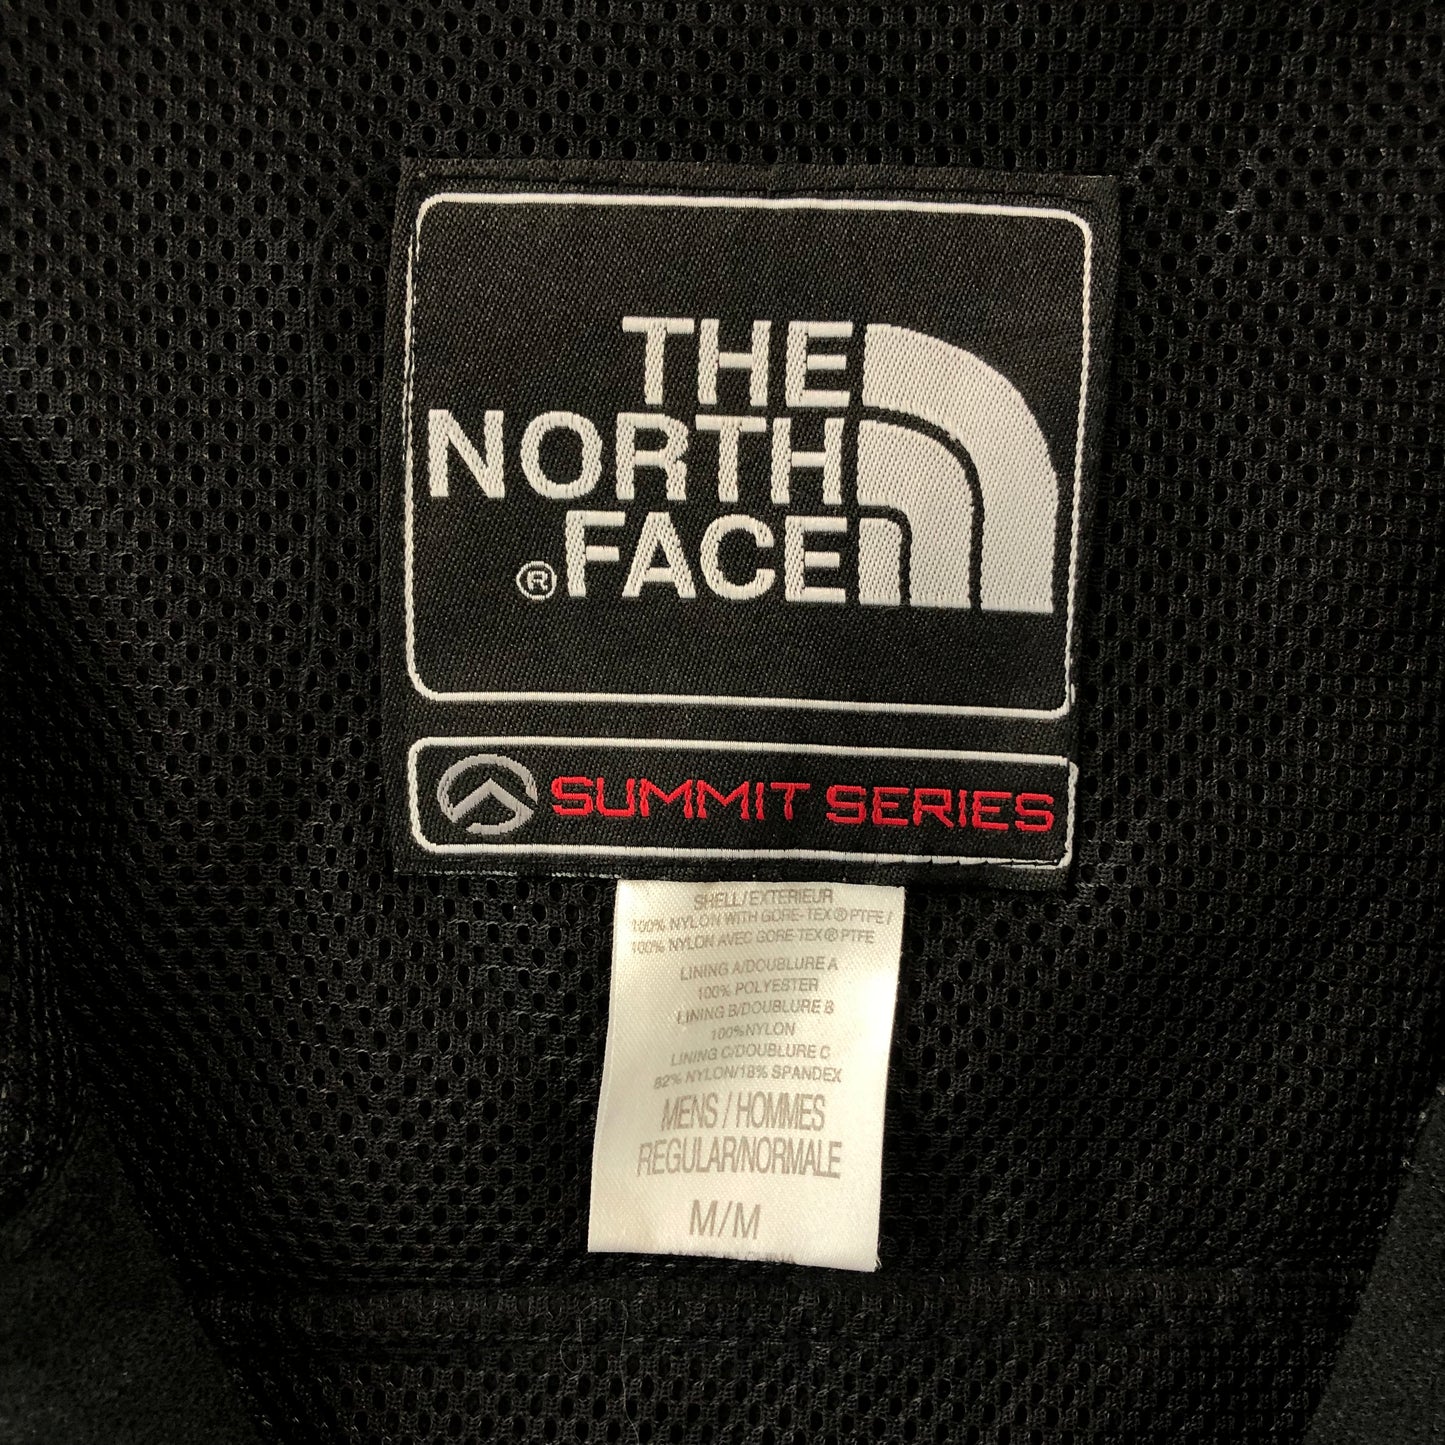 THE
NORTH
®FACE
SUMMIT SERIES
SHELL/EXTERIEUR
100% NYLON WITH GORE-TEX® PTFE /
100% NYLON AVEC GORE-TEX® PTFE
LINING A/DOUBLURE A
100% POLYESTER
LINING B/DOUBLURE B
100%NYLON
LINING C/DOUBLURE C
82% NYLON/18% SPANDEX
MENS / HOMMES
REGULAR/NORMALE
M/M